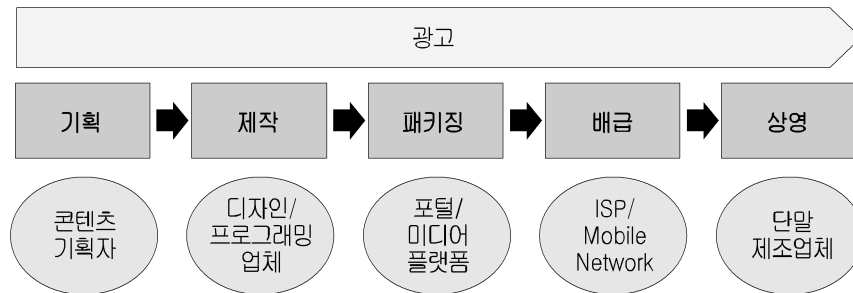 광고
기획
제작
패키징
배급
상영
콘텐츠
기획자
디자인/
프로그래밍
업체
포털/
미디어
플랫폼
ISP/
Mobile
Network
단말
제조업체